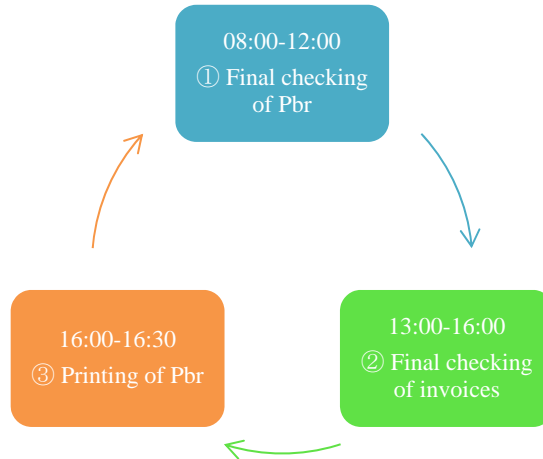 08:00-12:00
① Final checking
of Pbr
13:00-16:00
② Final checking
of invoices
16:00-16:30
③ Printing of Pbr